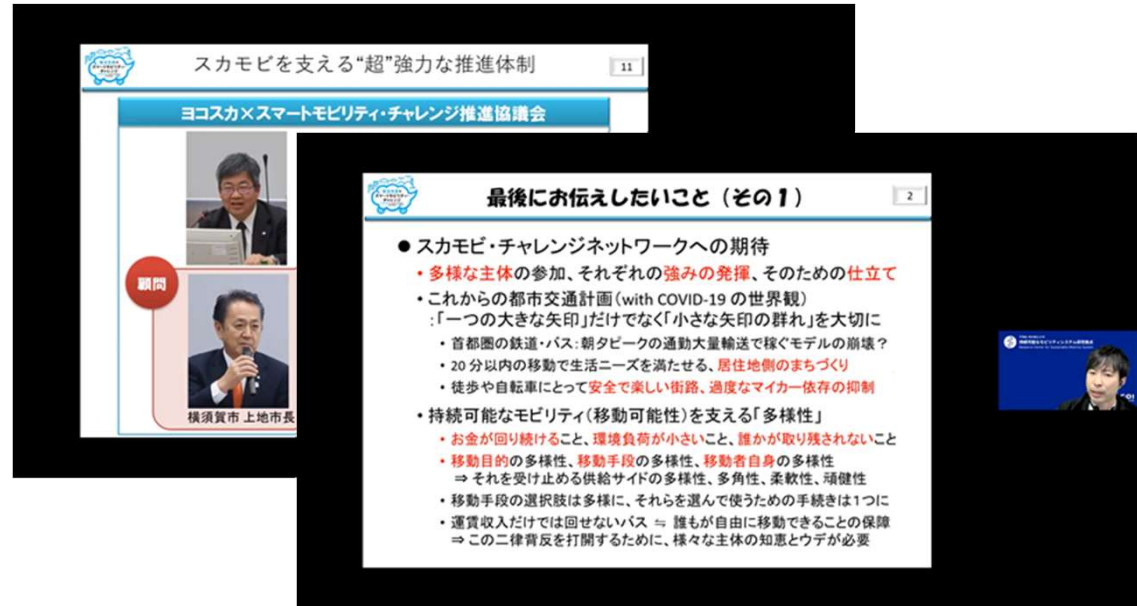 スカモビを支える“超”強力な推進体制
11
ヨコスカ×スマートモビリティ・チャレンジ推進協議会
顧問
横須賀市 上地市長
最後にお伝えしたいこと（その１）
2
● スカモビ・チャレンジネットワークへの期待
・多様な主体の参加、それぞれの強みの発揮、そのための仕立て
・これからの都市交通計画（with COVID-19 の世界観）
：「一つの大きな矢印」だけでなく「小さな矢印の群れ」を大切に
・首都圏の鉄道・バス：朝夕ピークの通勤大量輸送で稼ぐモデルの崩壊？
・20 分以内の移動で生活ニーズを満たせる、居住地側のまちづくり
・徒歩や自転車にとって安全で楽しい街路、過度なマイカー依存の抑制
・持続可能なモビリティ（移動可能性）を支える「多様性」
・お金が回り続けること、環境負荷が小さいこと、誰かが取り残されないこと
・移動目的の多様性、移動手段の多様性、移動者自身の多様性
⇒ それを受け止める供給サイドの多様性、多角性、柔軟性、頑健性
・移動手段の選択肢は多様に、それらを選んで使うための手続きは1つに
・運賃収入だけでは回せないバス ≒ 誰もが自由に移動できることの保障
⇒ この二律背反を打開するために、様々な主体の知恵とウデが必要